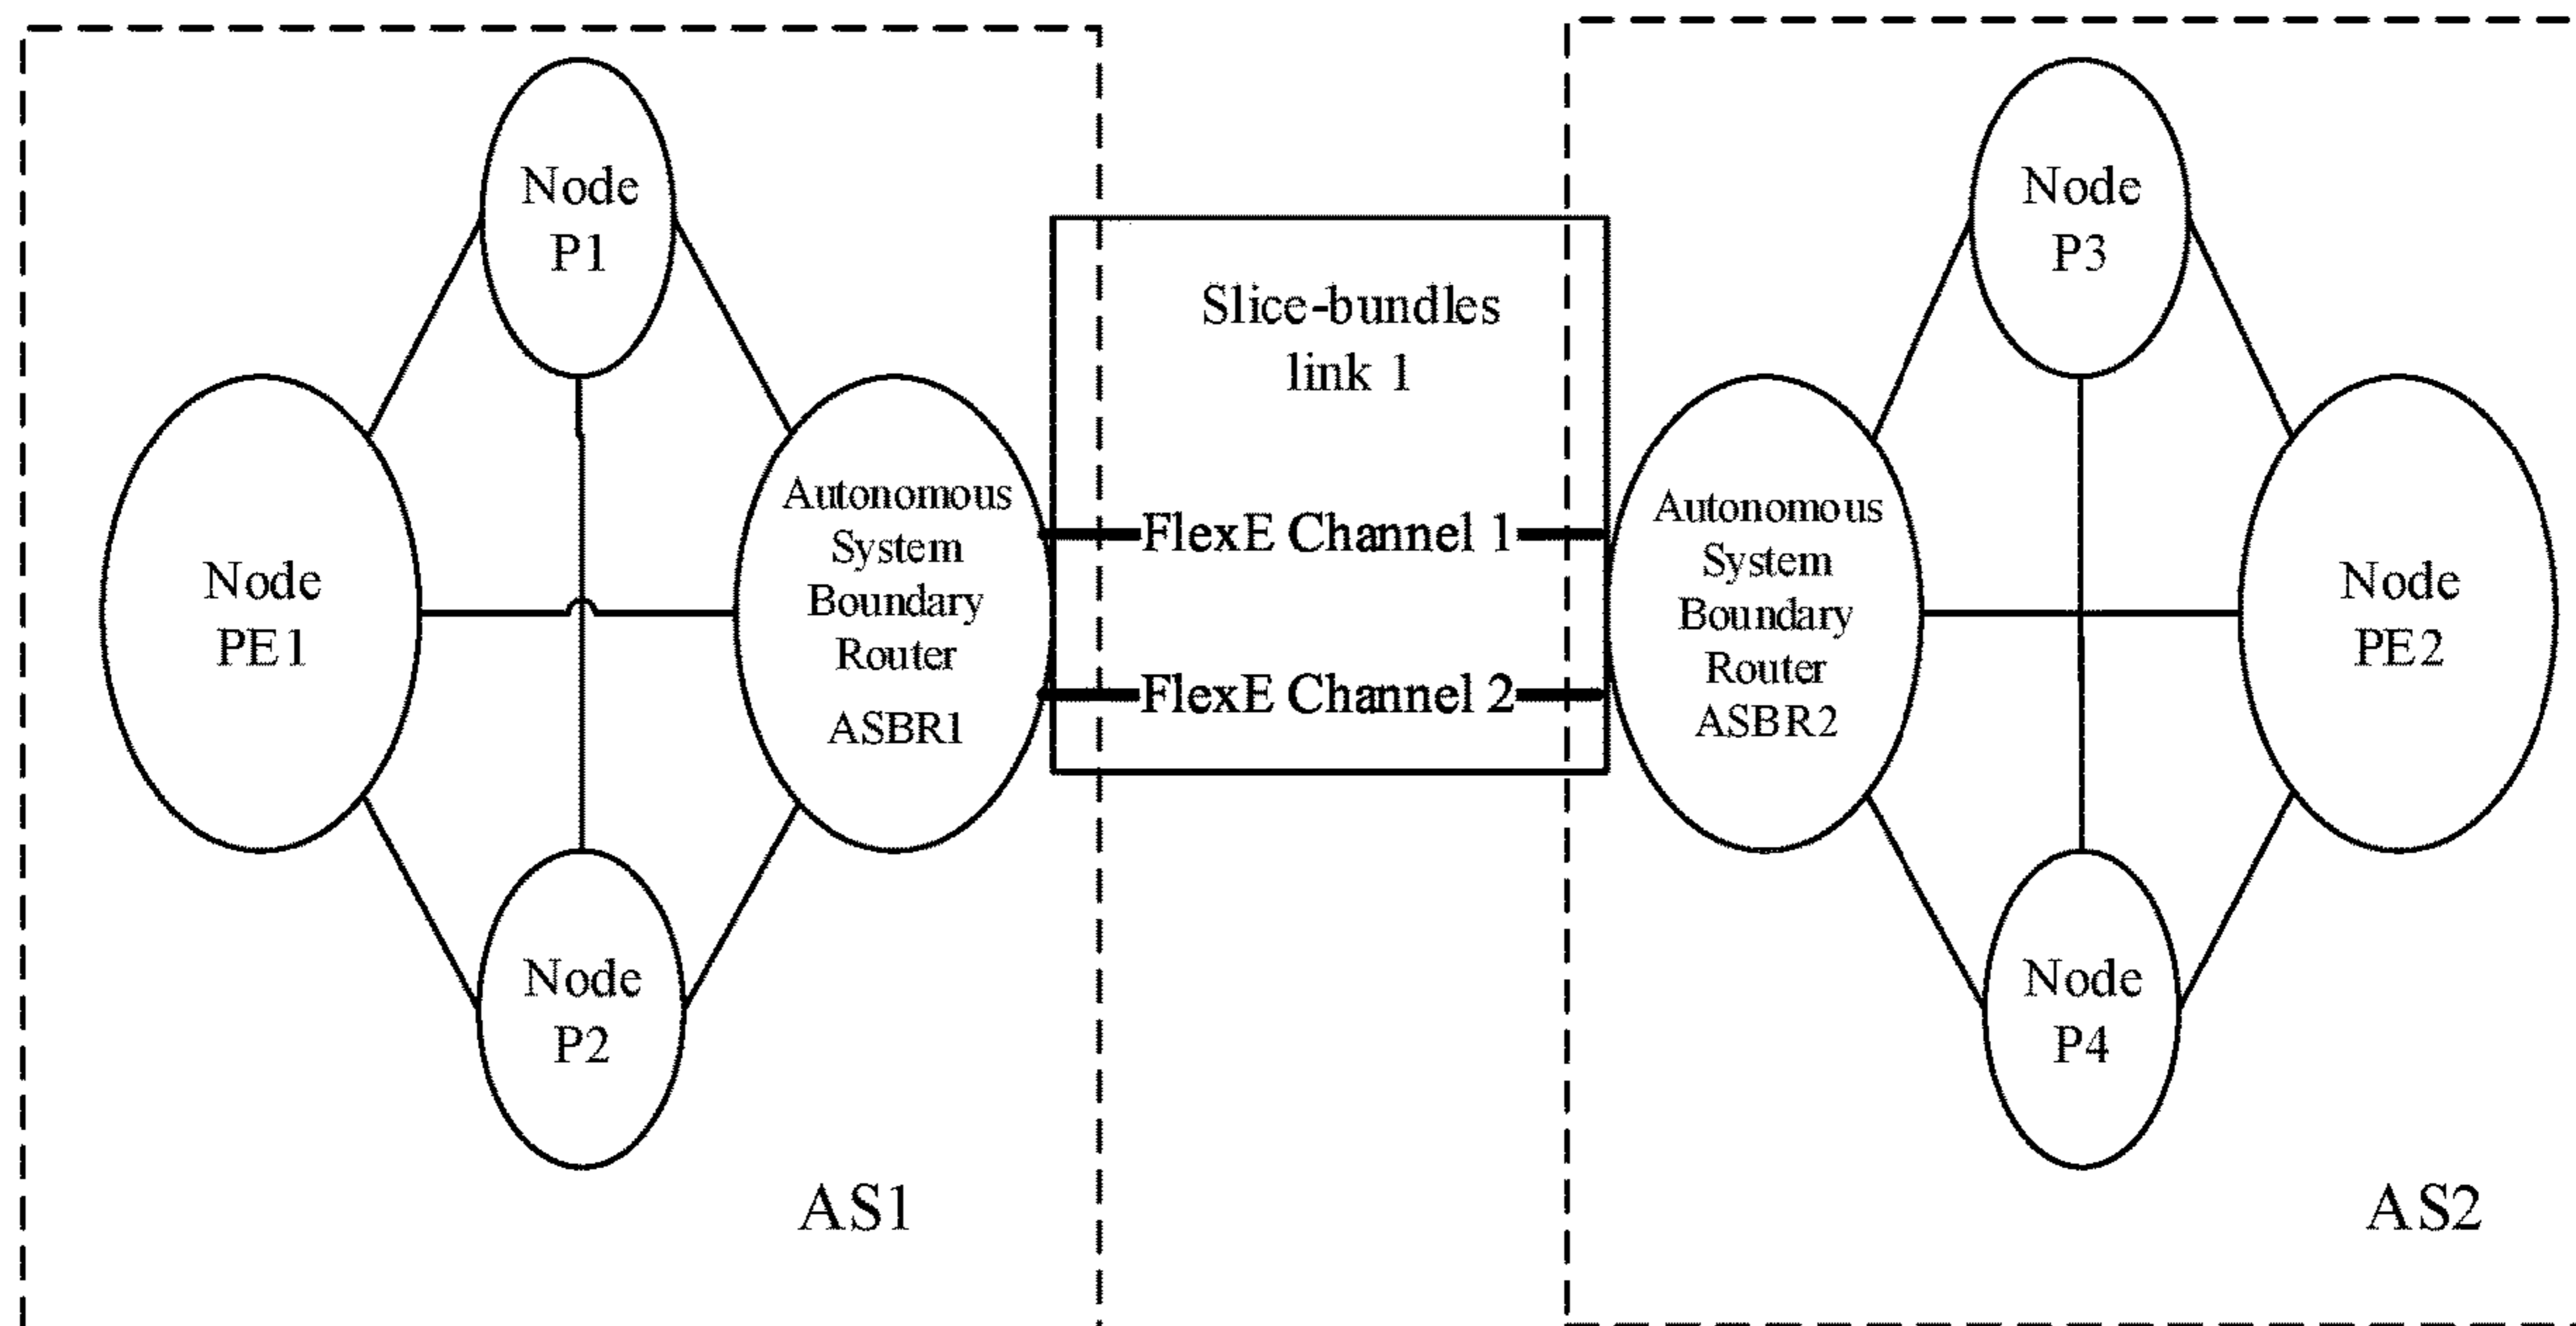 Node
P1
Node
PE1
Autonomous
System
Boundary
Router
ASBR1
Node
P2
AS1
Slice-bundles
link 1
FlexE Channel 1
FlexE Channel 2
Node
P3
Autonomous
System
Boundary
Router
ASBR2
Node
PE2
Node
P4
AS2